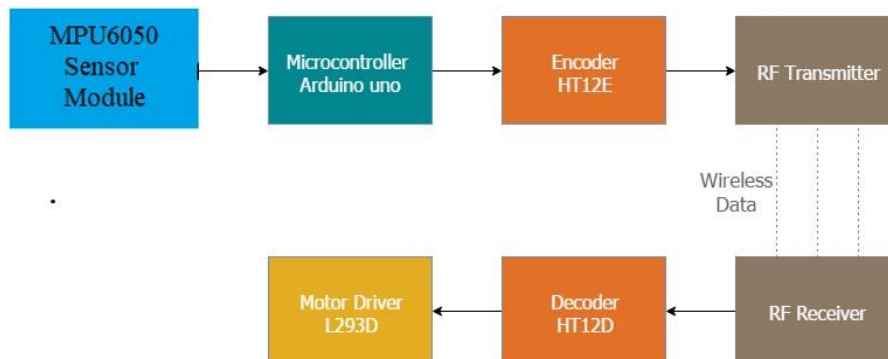 MPU6050
Sensor
Module
Microcontroller
Arduino uno
Encoder
HT12E
RF Transmitter
Wireless
Data
Motor Driver
L293D
Decoder
HT12D
RF Receiver
.